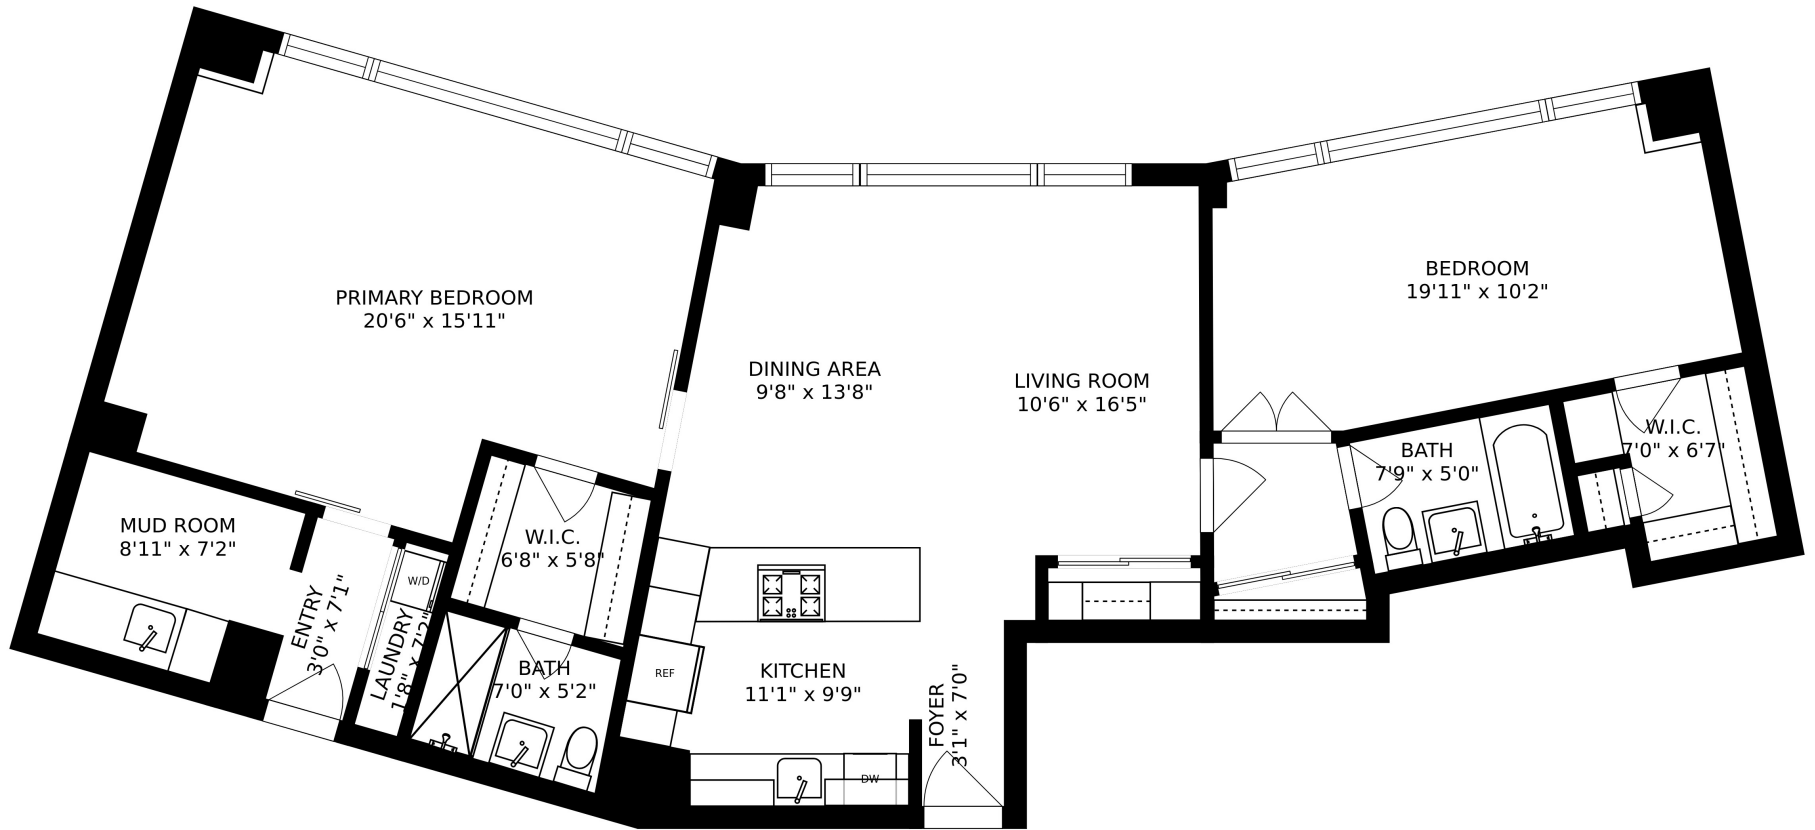 PRIMARY BEDROOM
20'6" x 15'11"
BEDROOM
19'11" x 10'2"
DINING AREA
9'8" x 13'8"
LIVING ROOM
10'6" x 16'5"
W.I.C.
7'0" x 6'7"
BATH
7'9" x 5'0"
MUD ROOM
8'11" x 7'2"
W.I.C.
6'8" x 5'8"
W/D
ENTRY
3'0" x 7'1"
LAUNDRY
1'8" x 7'2"
BATH
7'0" x 5'2"
REF
KITCHEN
11'1" x 9'9"
FOYER
3'1" x 7'0"
DW